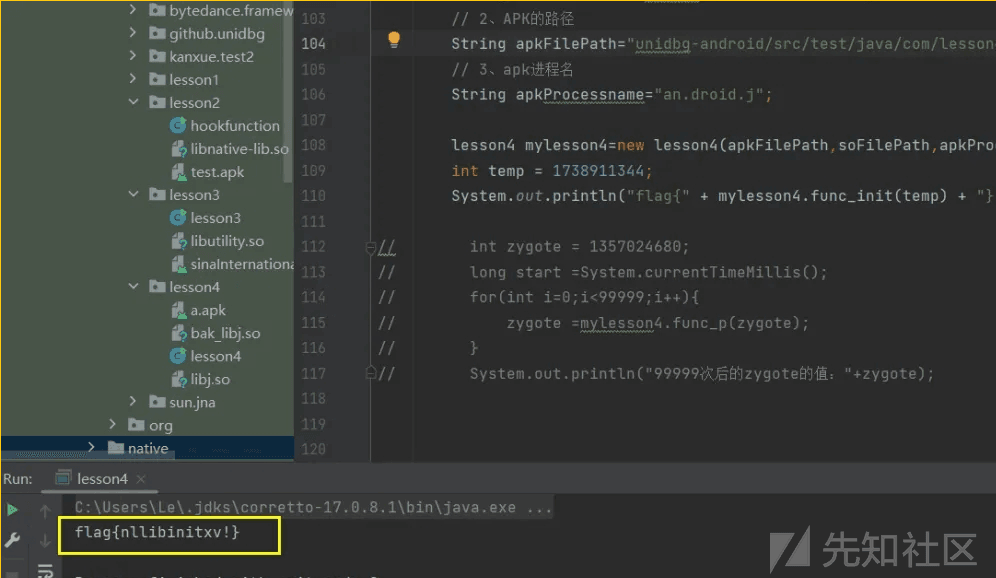 bytedance.framew
github.unidbg
kanxue.test2
lesson1
lesson2
hookfunction
libnative-lib.so
test.apk
lesson3
lesson3
libutility.so
sinaInternationa
lesson4
a.apk
bak_libj.so
lesson4
libj.so
sun.jna
org
native
103 // 2、APK的路径
104 String apkFilePath="unidbg-android/src/test/java/com/lesson
105 // 3、apk进程名
106 String apkProcessname="an.droid.j";
107
108 lesson4 mylesson4=new lesson4(apkFilePath,soFilePath,apkPro
109 int temp = 1738911344;
110 System.out.println("flag{" + mylesson4.func_init(temp) + "}
111
112 // int zygote = 1357024680;
113 // long start =System.currentTimeMillis();
114 // for(int i=0;i<99999;i++){
115 // zygote =mylesson4.func_p(zygote);
116 // }
117 // System.out.println("99999次后的zygote的值："+zygote);
118
119
120
Run: lesson4 ×
C:\Users\Le\.jdks\corretto-17.0.8.1\bin\java.exe ...
flag{nllibinitxv!}
先知社区